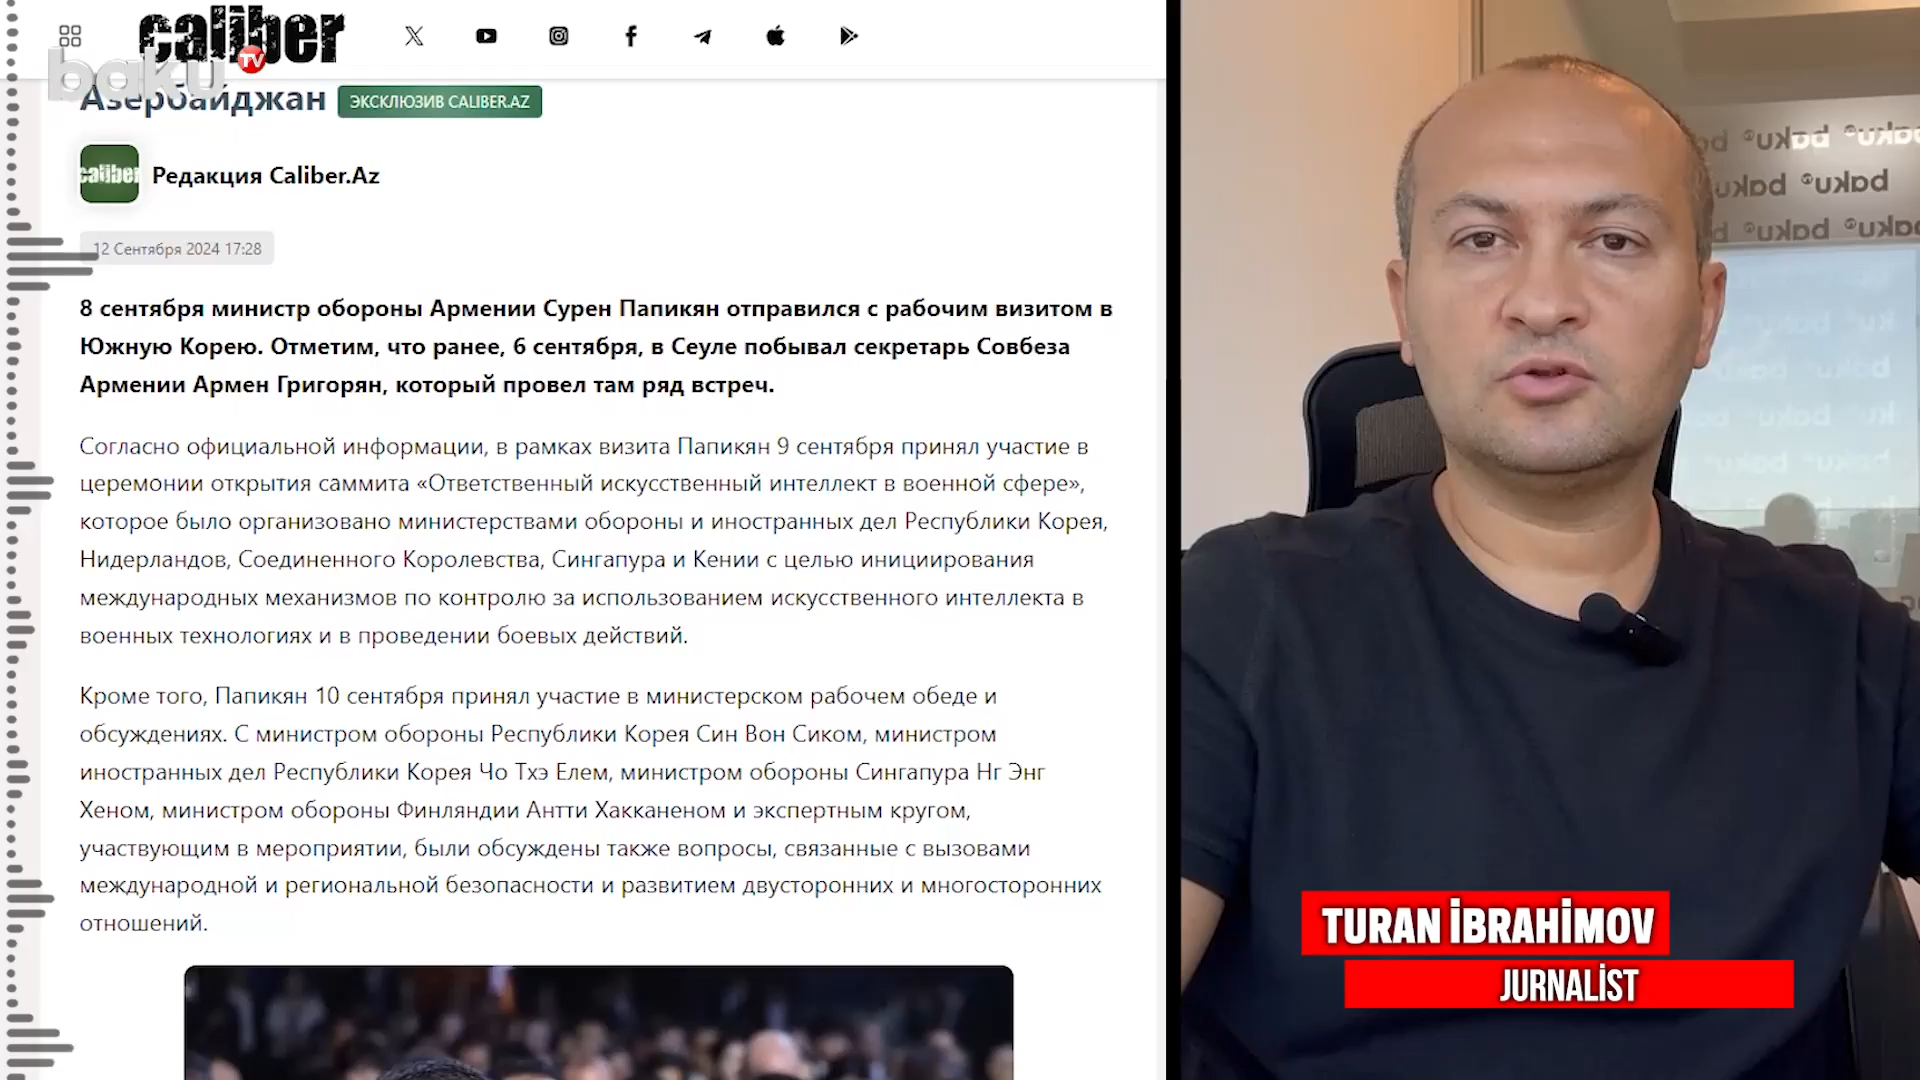 caliber
baku TV
Азербайджан ЭКСКЛЮЗИВ CALIBER.AZ
caliber
Редакция Caliber.Az
12 Сентября 2024 17:28
8 сентября министр обороны Армении Сурен Папикян отправился с рабочим визитом в
Южную Корею. Отметим, что ранее, 6 сентября, в Сеуле побывал секретарь Совбеза
Армении Армен Григорян, который провел там ряд встреч.
Согласно официальной информации, в рамках визита Папикян 9 сентября принял участие в
церемонии открытия саммита «Ответственный искусственный интеллект в военной сфере»,
которое было организовано министерствами обороны и иностранных дел Республики Корея,
Нидерландов, Соединенного Королевства, Сингапура и Кении с целью инициирования
международных механизмов по контролю за использованием искусственного интеллекта в
военных технологиях и в проведении боевых действий.
Кроме того, Папикян 10 сентября принял участие в министерском рабочем обеде и
обсуждениях. С министром обороны Республики Корея Син Вон Сиком, министром
иностранных дел Республики Корея Чо Тхэ Елем, министром обороны Сингапура Нг Энг
Хеном, министром обороны Финляндии Антти Хакканеном и экспертным кругом,
участвующим в мероприятии, были обсуждены также вопросы, связанные с вызовами
международной и региональной безопасности и развитием двусторонних и многосторонних
отношений.
TURAN İBRAHİMOV
JURNALİST